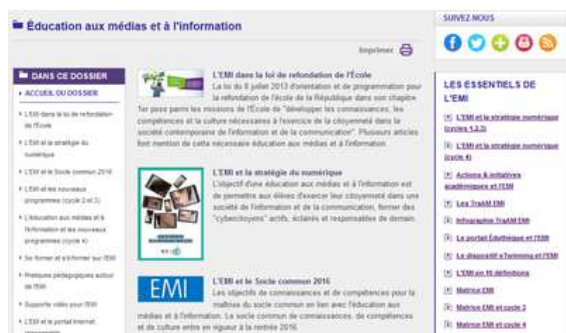 Éducation aux médias et à l'information
Imprimer
DANS CE DOSSIER
ACCUEIL DU DOSSIER
L'EMI dans la loi de refondation
de l'École
L'EMI et la stratégie du
numérique
L'EMI et le Socle commun 2016
L'EMI et les nouveaux
programmes (cycle 2 et 3)
L'éducation aux médias et à
l'information et les nouveaux
programmes (cycle 4)
Se former et s'informer sur l'EMI
Pratiques pédagogiques autour
de l'EMI
Supports vidéo pour l'EMI
L'EMI et le portail Internet
L'EMI dans la loi de refondation de l'École
La loi du 8 juillet 2013 d'orientation et de programmation pour
la refondation de l'école de la République dans son chapitre
1er pose parmi les missions de l'École de "développer les connaissances, les
compétences et la culture nécessaires à l'exercice de la citoyenneté dans la
société contemporaine de l'information et de la communication". Plusieurs articles
font mention de cette nécessaire éducation aux médias et à l'information.
L'EMI et la stratégie du numérique
L'objectif d'une éducation aux médias et à l'information est
de permettre aux élèves d'exercer leur citoyenneté dans une
société de l'information et de la communication, former des
"cybercitoyens" actifs, éclairés et responsables de demain.
EMI
L'EMI et le Socle commun 2016
Les objectifs de connaissances et de compétences pour la
maîtrise du socle commun en lien avec l'éducation aux
médias et à l'information. Le socle commun de connaissances, de compétences
et de culture entre en vigueur à la rentrée 2016.
SUIVEZ-NOUS
LES ESSENTIELS DE
L'EMI
L'EMI et la stratégie numérique
(cycles 1,2,3)
L'EMI et la stratégie numérique
(cycle 4)
Actions & initiatives
académiques et l'EMI
Les TraAM EMI
Infographie TraAM EMI
Le portail Éduthèque et l'EMI
Le dispositif eTwinning et l'EMI
L'EMI en 10 définitions
Matrice EMI
Matrice EMI et cycle 2
Matrice EMI et cycle 4